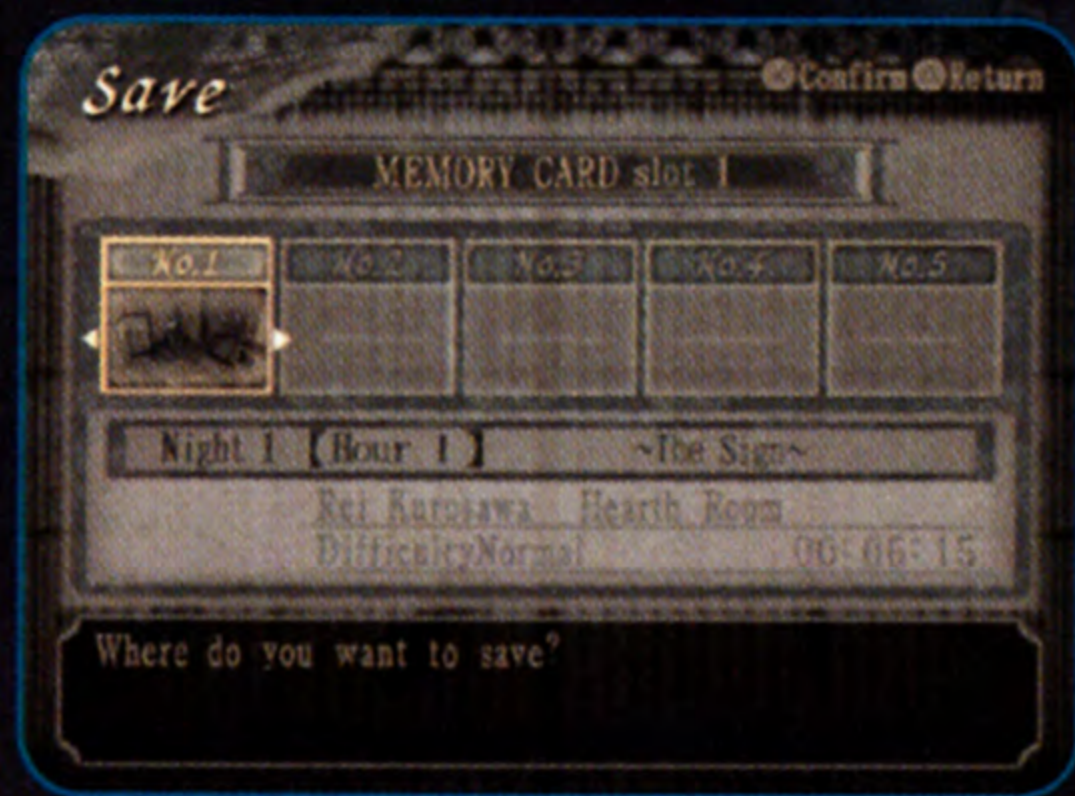 Save
Confirm Return
MEMORY CARD slot 1
No.1 No.2 No.3 No.4 No.5
Night 1 【Hour 1 】 ~The Sign~
Rei Kurosawa Hearth Room
DifficultyNormal 00:06:15
Where do you want to save?